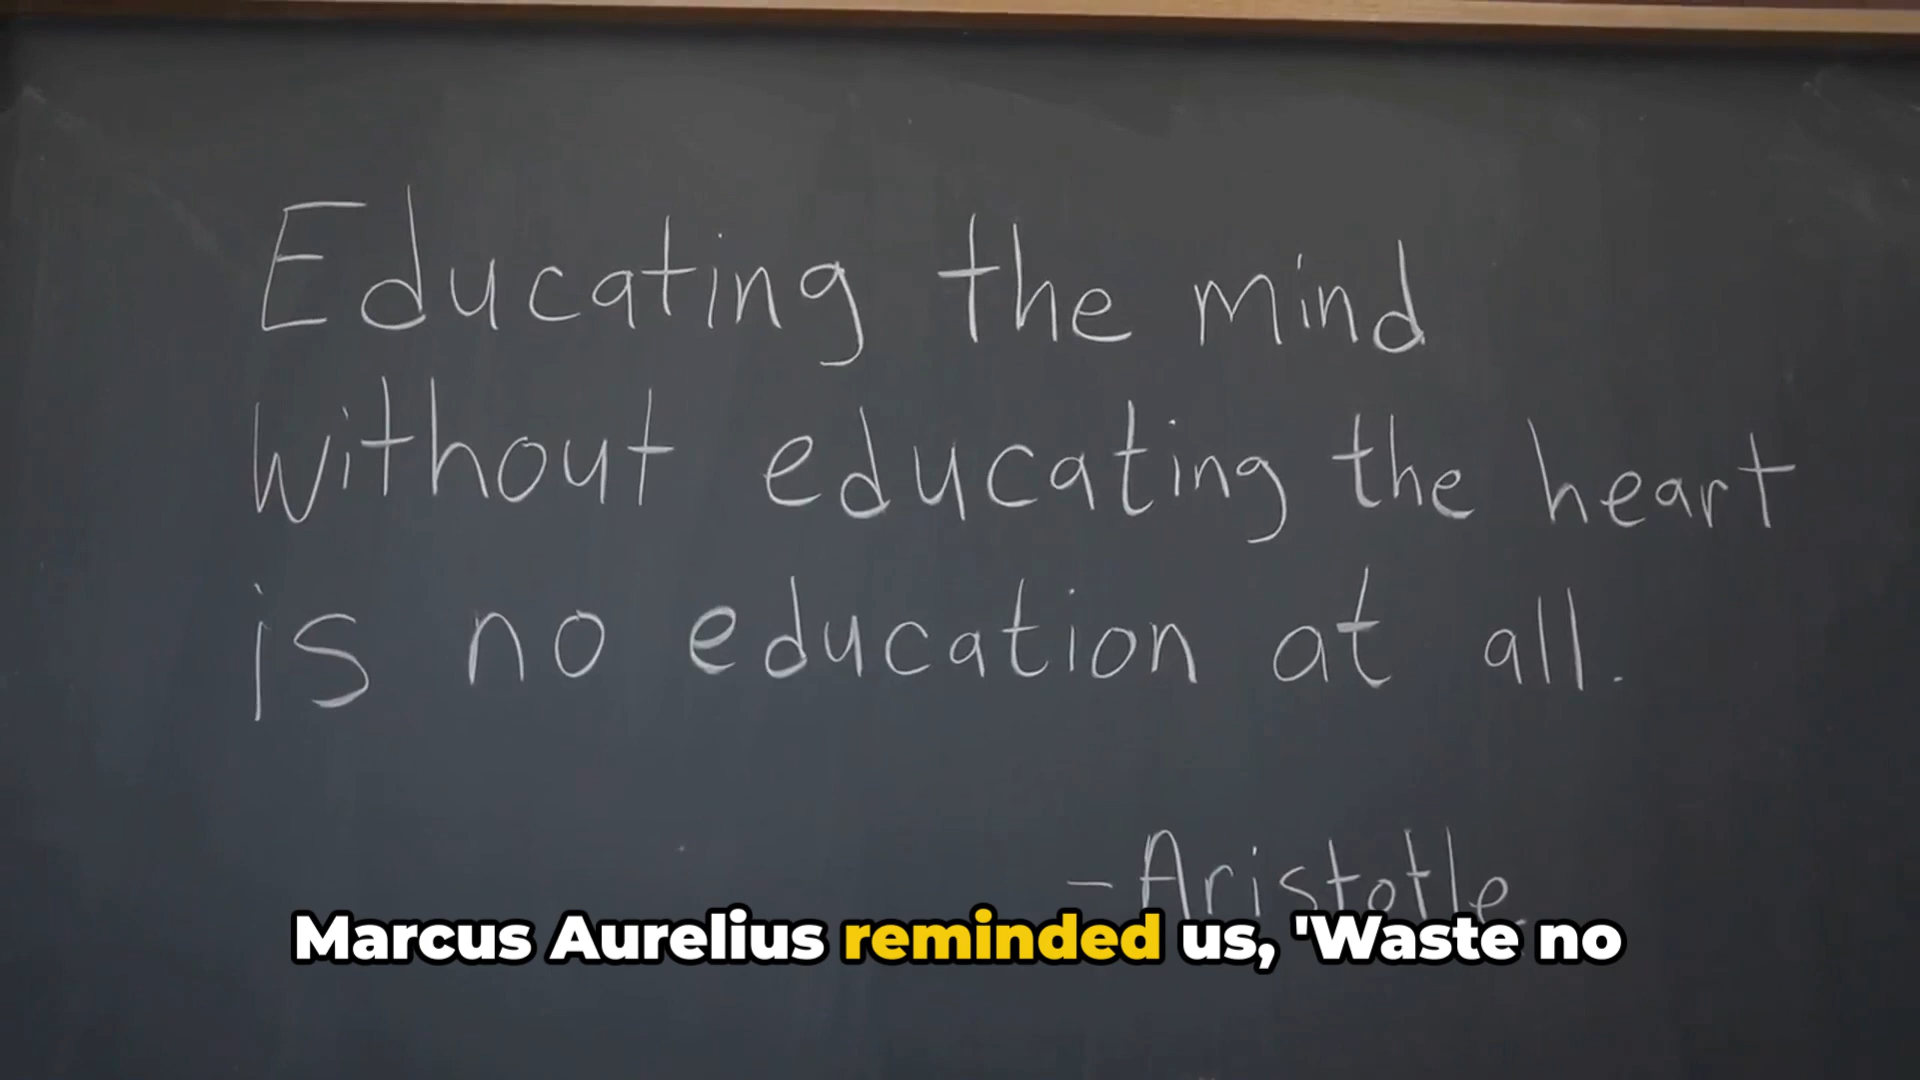 Educating the mind
without educating the heart
is no education at all.
-Aristotle
Marcus Aurelius reminded us, 'Waste no